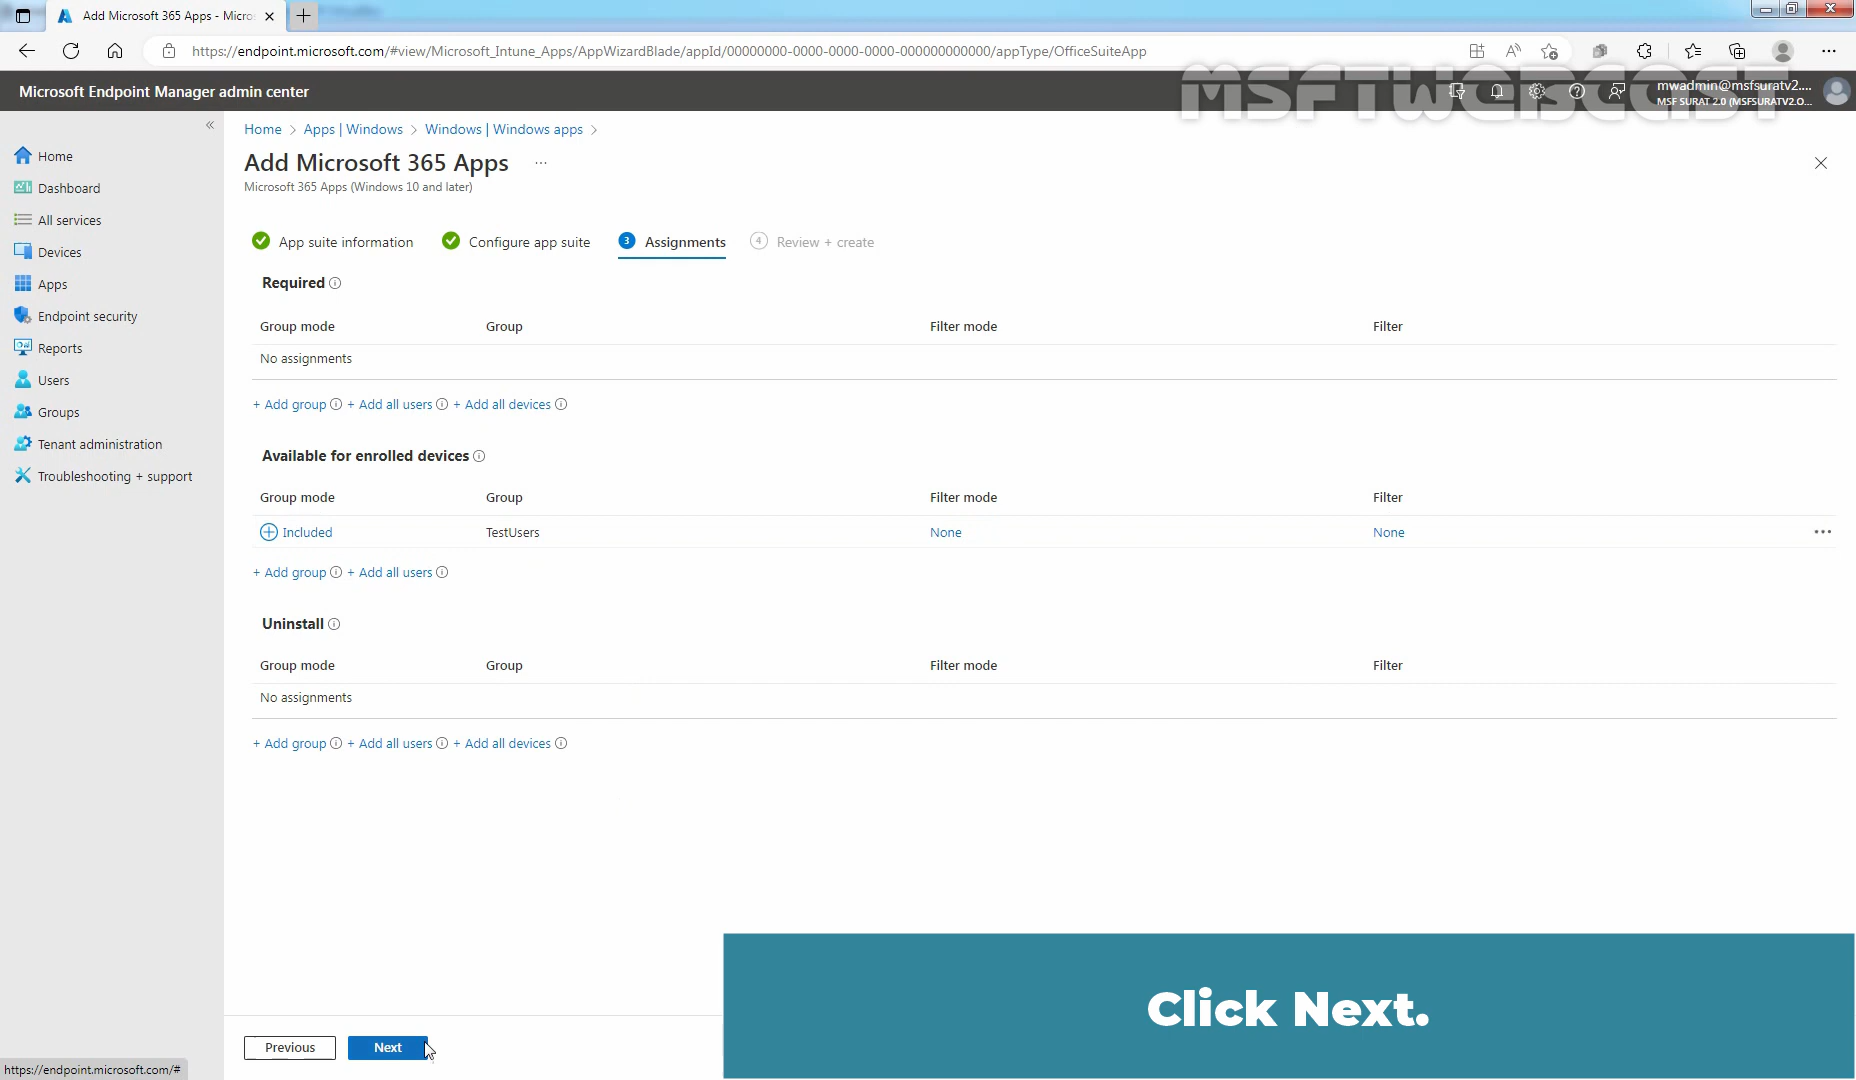 Add Microsoft 365 Apps - Micro
https://endpoint.microsoft.com/#view/Microsoft_Intune_Apps/AppWizardBlade/appId/00000000-0000-0000-0000-000000000000/appType/OfficeSuiteApp
MSFTWEBCAST
Microsoft Endpoint Manager admin center
mwadmin@msfsuratv2....
MSF SURAT 2.0 (MSFSURATV2.O...
Home > Apps | Windows > Windows | Windows apps >
Add Microsoft 365 Apps ...
Microsoft 365 Apps (Windows 10 and later)
Home
Dashboard
All services
Devices
Apps
Endpoint security
Reports
Users
Groups
Tenant administration
Troubleshooting + support
App suite information Configure app suite 3 Assignments 4 Review + create
Required
Group mode Group Filter mode Filter
No assignments
+ Add group + Add all users + Add all devices
Available for enrolled devices
Group mode Group Filter mode Filter
Included TestUsers None None ...
+ Add group + Add all users
Uninstall
Group mode Group Filter mode Filter
No assignments
+ Add group + Add all users + Add all devices
Previous Next
Click Next.
https://endpoint.microsoft.com/#